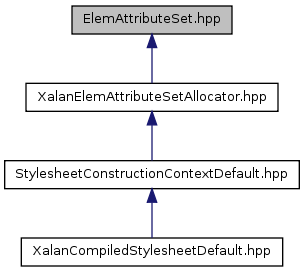 ElemAttributeSet.hpp
XalanElemAttributeSetAllocator.hpp
StylesheetConstructionContextDefault.hpp
XalanCompiledStylesheetDefault.hpp